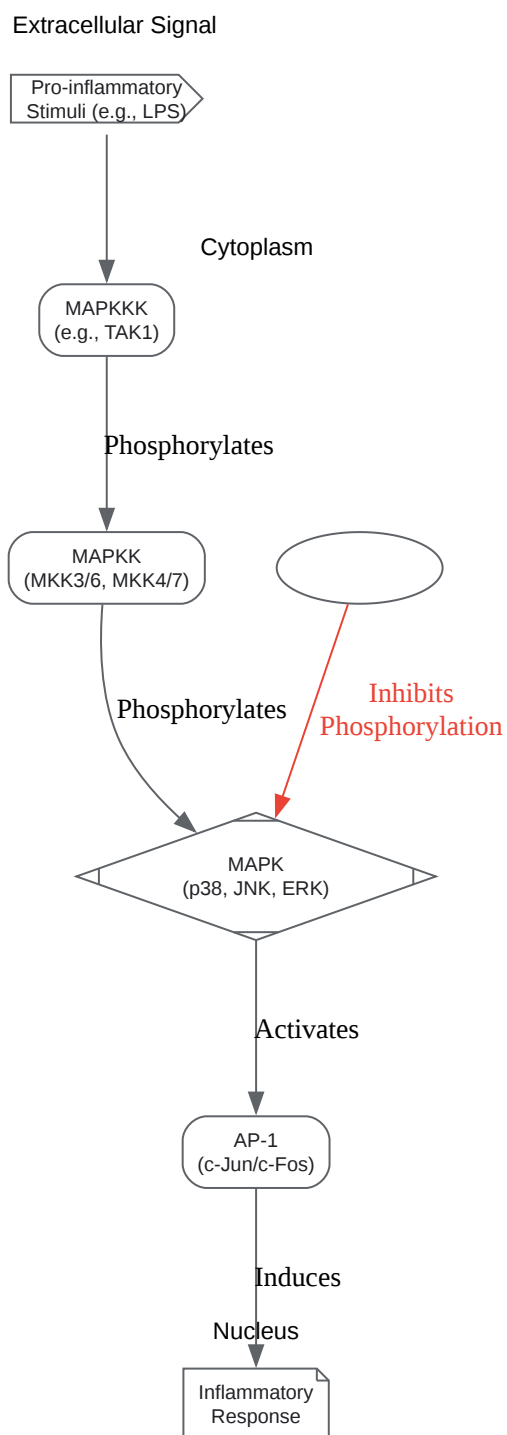 Extracellular Signal
Pro-inflammatory
Stimuli (e.g., LPS)
Cytoplasm
MAPKKK
(e.g., TAK1)
Phosphorylates
MAPKK
(MKK3/6, MKK4/7)
Phosphorylates
Inhibits
Phosphorylation
MAPK
(p38, JNK, ERK)
Activates
AP-1
(c-Jun/c-Fos)
Induces
Nucleus
Inflammatory
Response